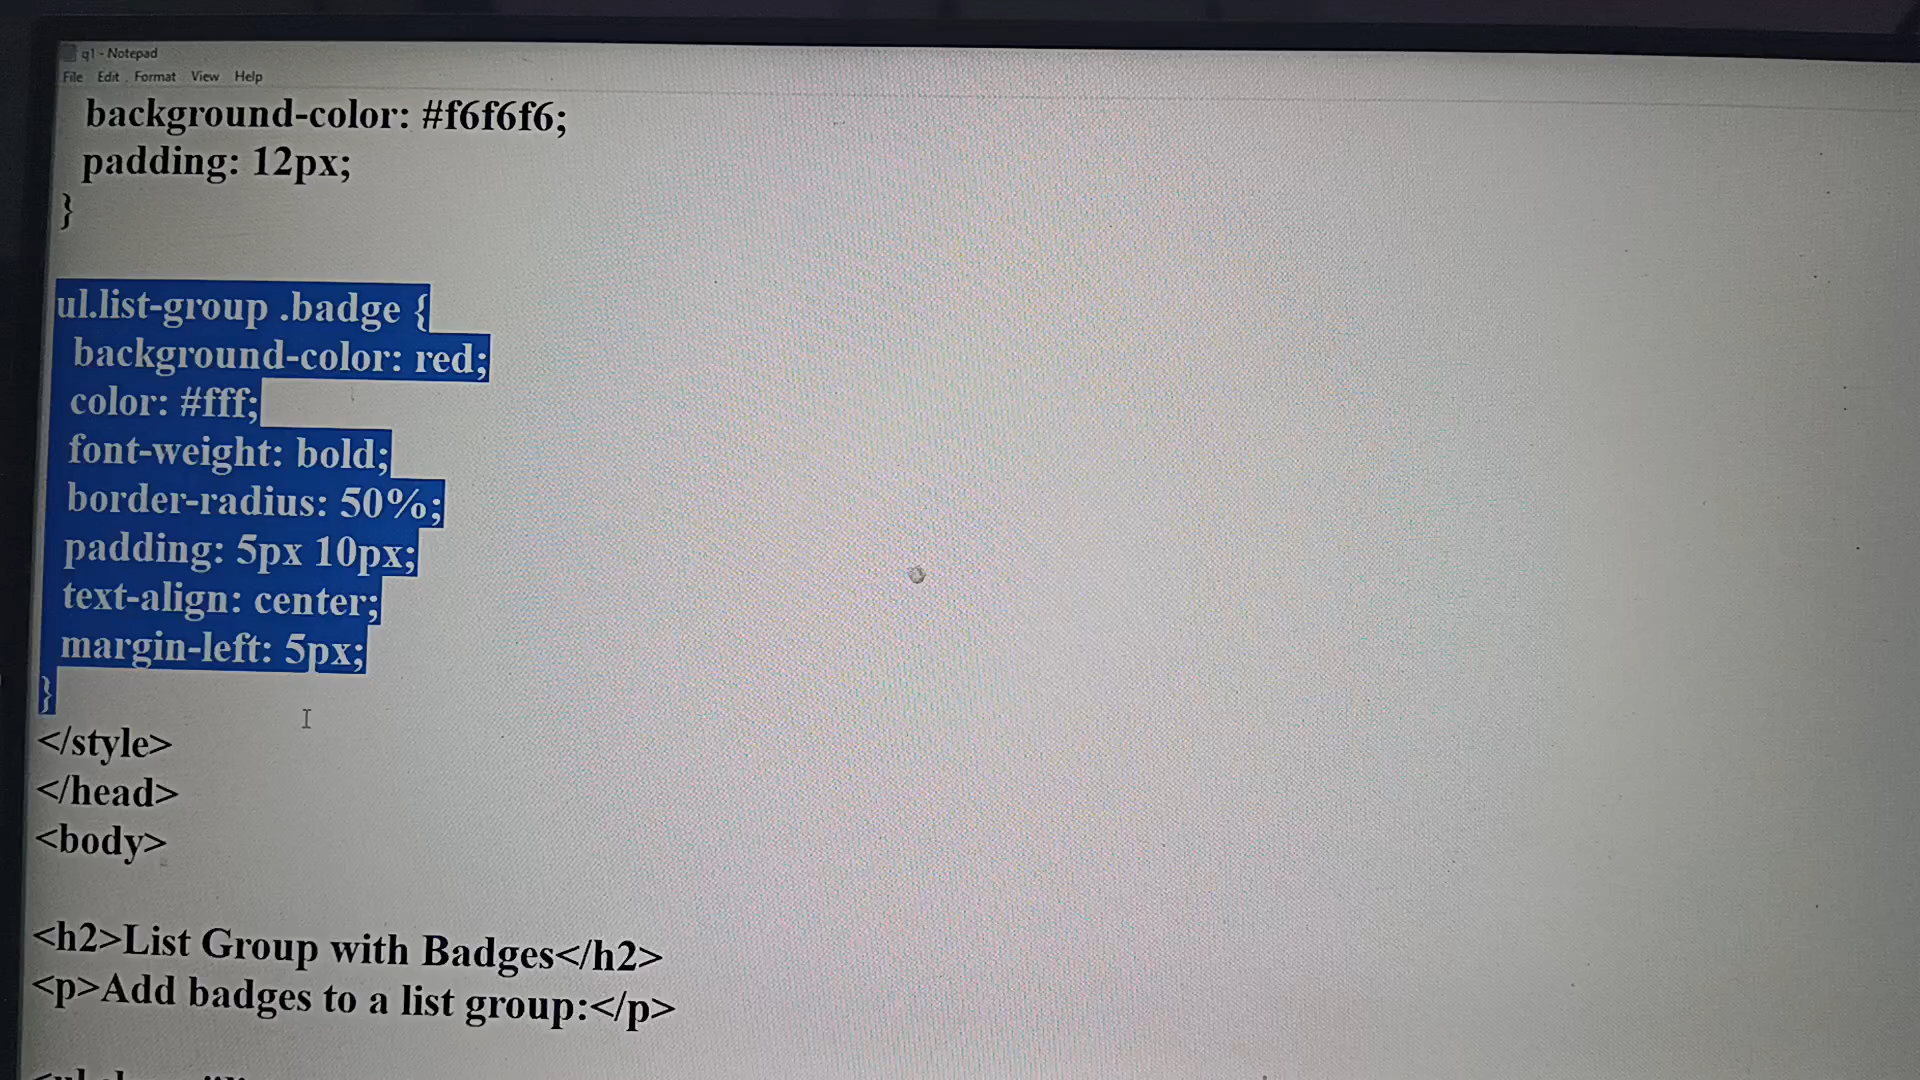 q1 - Notepad
File Edit Format View Help
background-color: #f6f6f6;
padding: 12px;
}
ul.list-group .badge {
background-color: red;
color: #fff;
font-weight: bold;
border-radius: 50%;
padding: 5px 10px;
text-align: center;
margin-left: 5px;
}
</style>
</head>
<body>
<h2>List Group with Badges</h2>
<p>Add badges to a list group:</p>